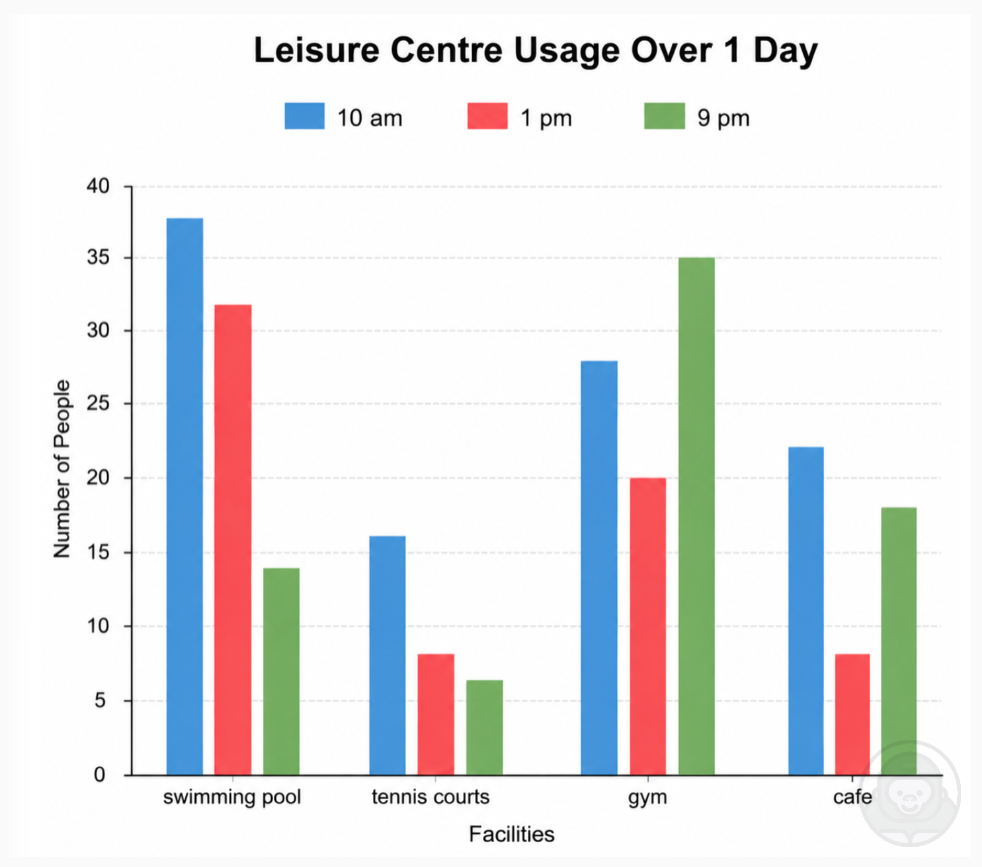 Leisure Centre Usage Over 1 Day
10 am 1 pm 9 pm
40
35
30
25
20
15
10
5
0
Number of People
swimming pool tennis courts gym cafe
Facilities